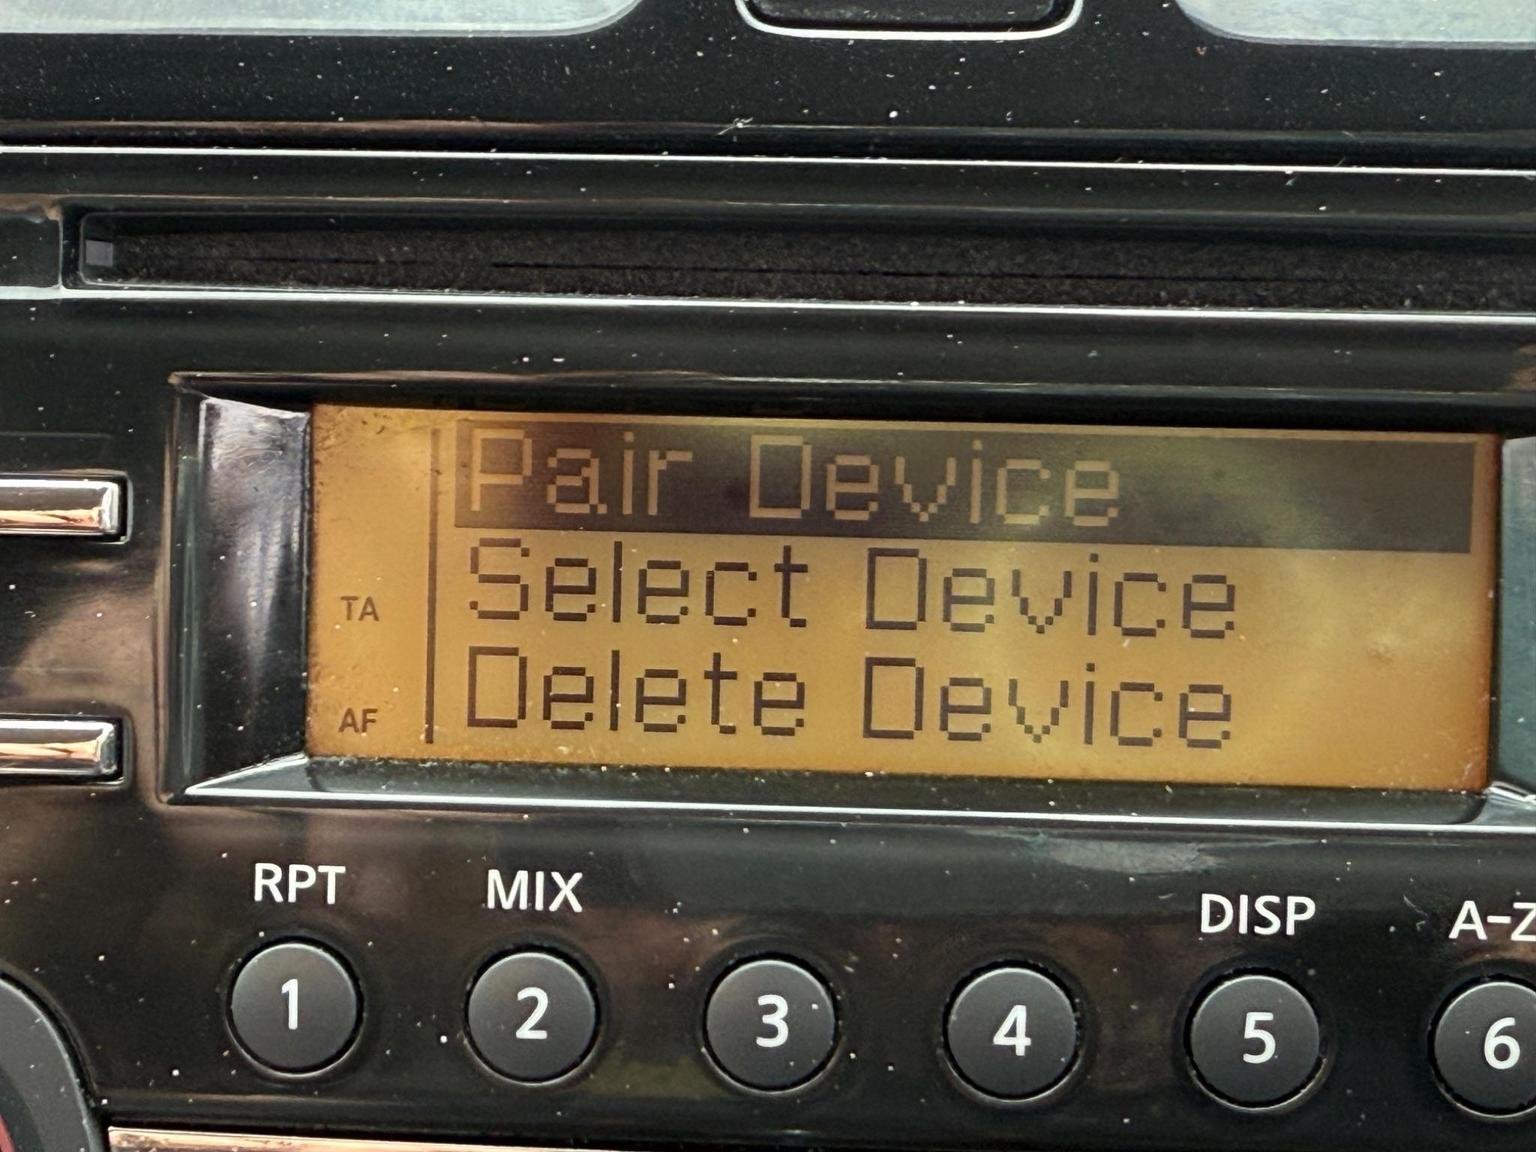 Pair Device
Select Device
TA
Delete Device
AF
RPT MIX DISP A-Z
1 2 3 4 5 6